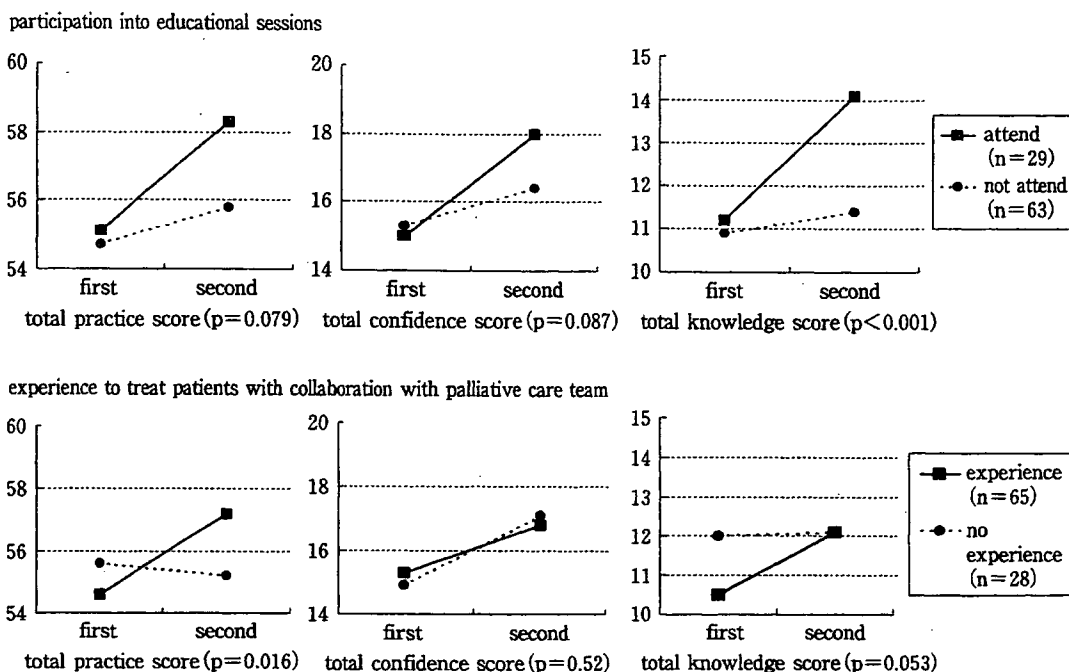 participation into educational sessions
60
58
56
54
first second
total practice score(p=0.079)
20
18
16
14
first second
total confidence score(p=0.087)
15
14
13
12
11
10
first second
total knowledge score(p<0.001)
attend
(n=29)
not attend
(n=63)
experience to treat patients with collaboration with palliative care team
60
58
56
54
first second
total practice score(p=0.016)
20
18
16
14
first second
total confidence score(p=0.52)
15
14
13
12
11
10
first second
total knowledge score(p=0.053)
experience
(n=65)
no
experience
(n=28)